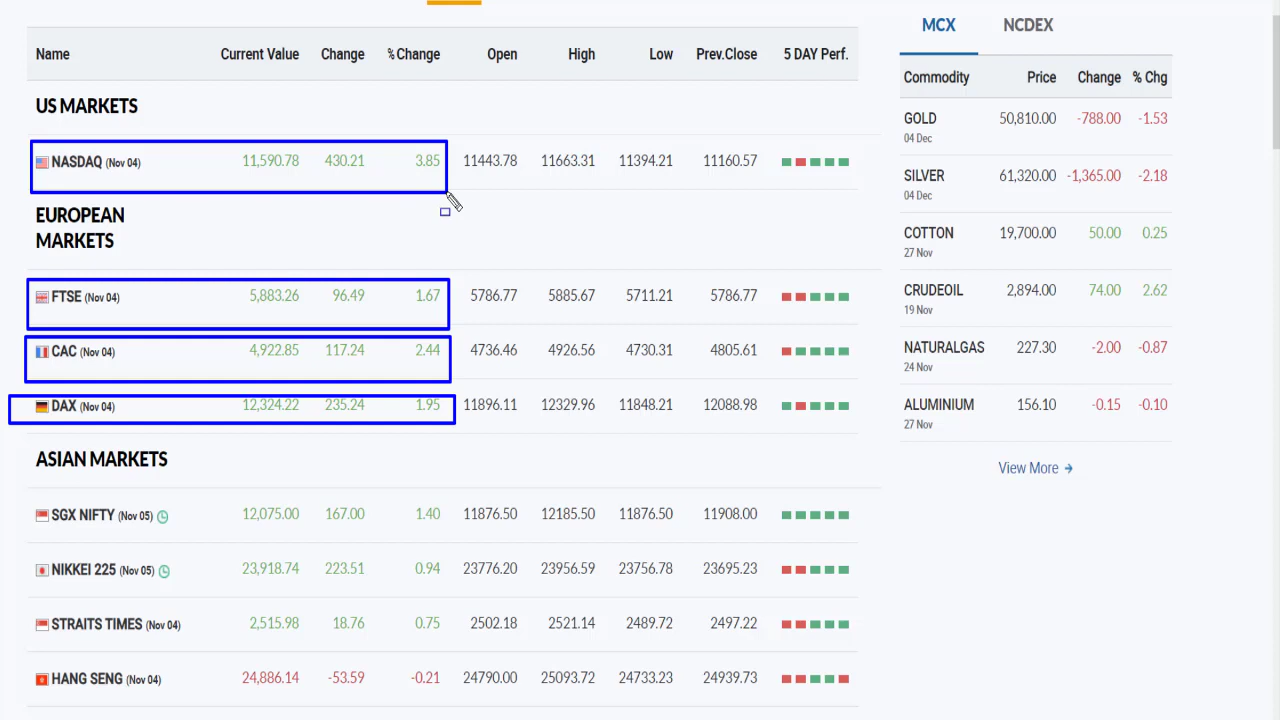 Name Current Value Change % Change Open High Low Prev.Close 5 DAY Perf.
US MARKETS
NASDAQ (Nov 04) 11,590.78 430.21 3.85 11443.78 11663.31 11394.21 11160.57
EUROPEAN
MARKETS
FTSE (Nov 04) 5,883.26 96.49 1.67 5786.77 5885.67 5711.21 5786.77
CAC (Nov 04) 4,922.85 117.24 2.44 4736.46 4926.56 4730.31 4805.61
DAX (Nov 04) 12,324.22 235.24 1.95 11896.11 12329.96 11848.21 12088.98
ASIAN MARKETS
SGX NIFTY (Nov 05) 12,075.00 167.00 1.40 11876.50 12185.50 11876.50 11908.00
NIKKEI 225 (Nov 05) 23,918.74 223.51 0.94 23776.20 23956.59 23756.78 23695.23
STRAITS TIMES (Nov 04) 2,515.98 18.76 0.75 2502.18 2521.14 2489.72 2497.22
HANG SENG (Nov 04) 24,886.14 -53.59 -0.21 24790.00 25093.72 24733.23 24939.73
MCX NCDEX
Commodity Price Change % Chg
GOLD 50,810.00 -788.00 -1.53
04 Dec
SILVER 61,320.00 -1,365.00 -2.18
04 Dec
COTTON 19,700.00 50.00 0.25
27 Nov
CRUDEOIL 2,894.00 74.00 2.62
19 Nov
NATURALGAS 227.30 -2.00 -0.87
24 Nov
ALUMINIUM 156.10 -0.15 -0.10
27 Nov
View More